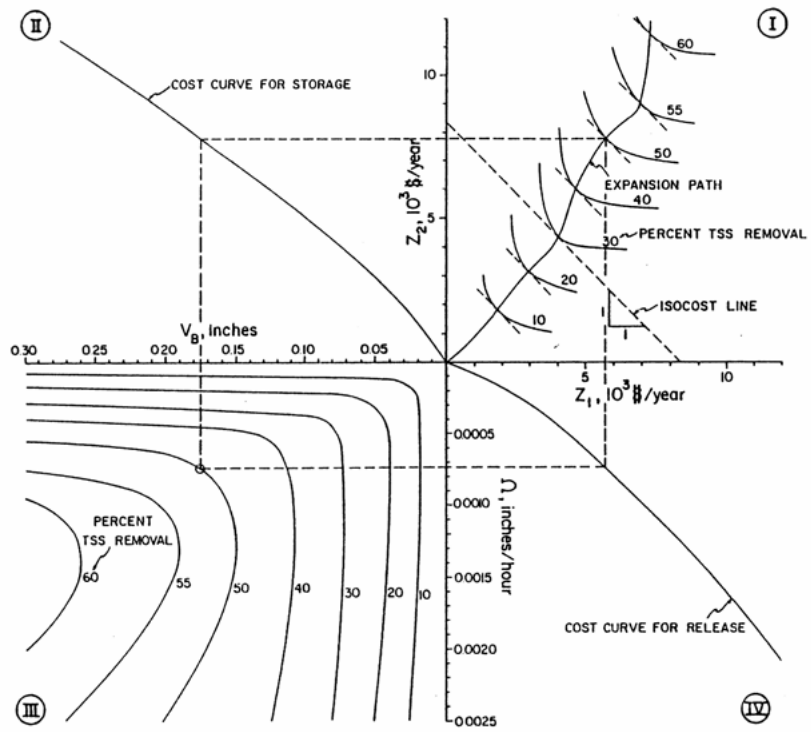 II
I
COST CURVE FOR STORAGE
Z₂, 10³ $/year
10
5
60
55
50
EXPANSION PATH
40
30
PERCENT TSS REMOVAL
20
10
ISOCOST LINE
1
1
V_B, inches
0.30
0.25
0.20
0.15
0.10
0.05
5
10
Z₁, 10³ $/year
0.0005
0.0010
0.0015
0.0020
0.0025
Ω, inches/hour
PERCENT
TSS REMOVAL
60
55
50
40
30
20
10
COST CURVE FOR RELEASE
III
IV